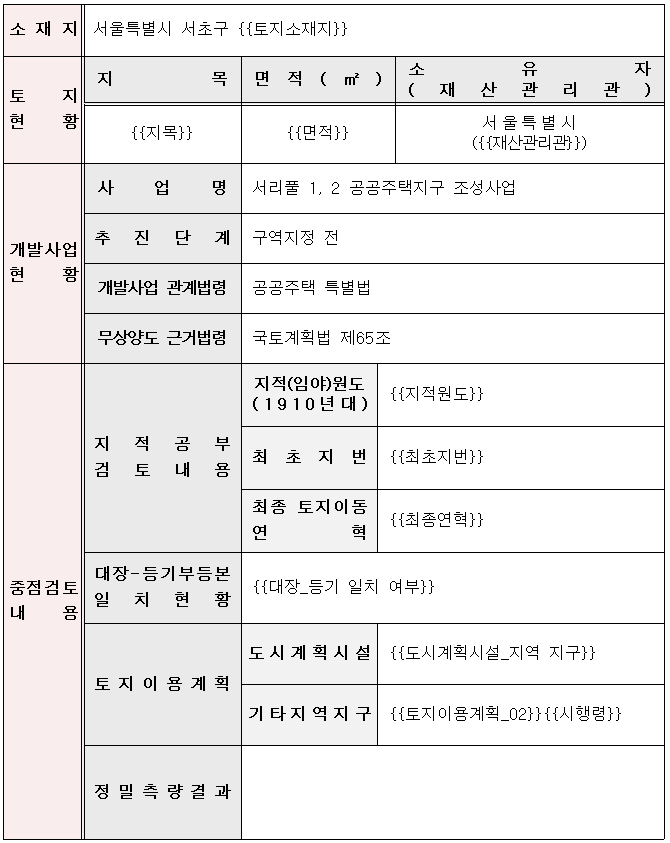 소 재 지 서울특별시 서초구 {{토지소재지}}
토 지
현 황
지 목 면 적 ( ㎡ ) 소 유 자
( 재 산 관 리 관 )
{{지목}} {{면적}} 서울특별시
({{재산관리관}})
개발사업
현 황
사 업 명 서리풀 1, 2 공공주택지구 조성사업
추 진 단 계 구역지정 전
개발사업 관계법령 공공주택 특별법
무상양도 근거법령 국토계획법 제65조
중점검토
내 용
지 적 공 부
검 토 내 용
지적(임야)원도
(1910년대)
{{지적원도}}
최 초 지 번 {{최초지번}}
최종 토지이동
연 혁
{{최종연혁}}
대장-등기부등본
일 치 현 황
{{대장_등기 일치 여부}}
토 지 이 용 계 획
도시계획시설 {{도시계획시설_지역 지구}}
기타지역지구 {{토지이용계획_02}}{{시행령}}
정 밀 측 량 결 과